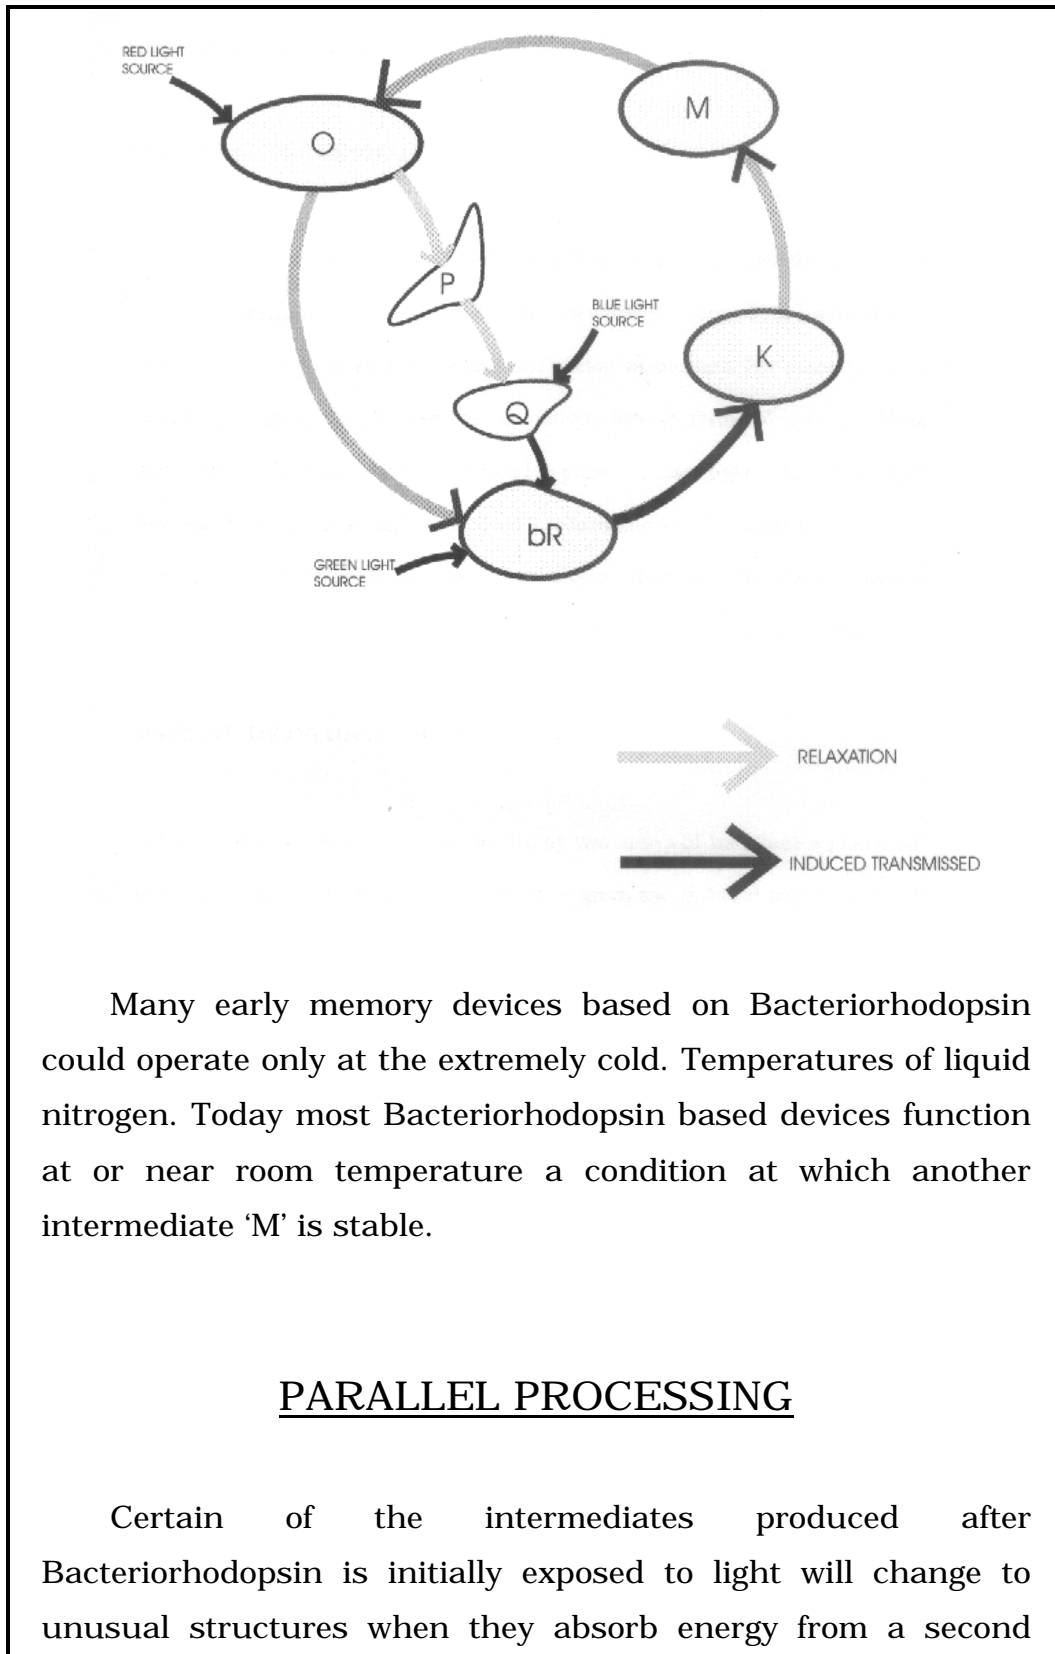 RED LIGHT
SOURCE
M
O
P
BLUE LIGHT
SOURCE
K
Q
bR
GREEN LIGHT
SOURCE
RELAXATION
INDUCED TRANSMISSED
Many early memory devices based on Bacteriorhodopsin
could operate only at the extremely cold. Temperatures of liquid
nitrogen. Today most Bacteriorhodopsin based devices function
at or near room temperature a condition at which another
intermediate ‘M’ is stable.
PARALLEL PROCESSING
Certain of the intermediates produced after
Bacteriorhodopsin is initially exposed to light will change to
unusual structures when they absorb energy from a second